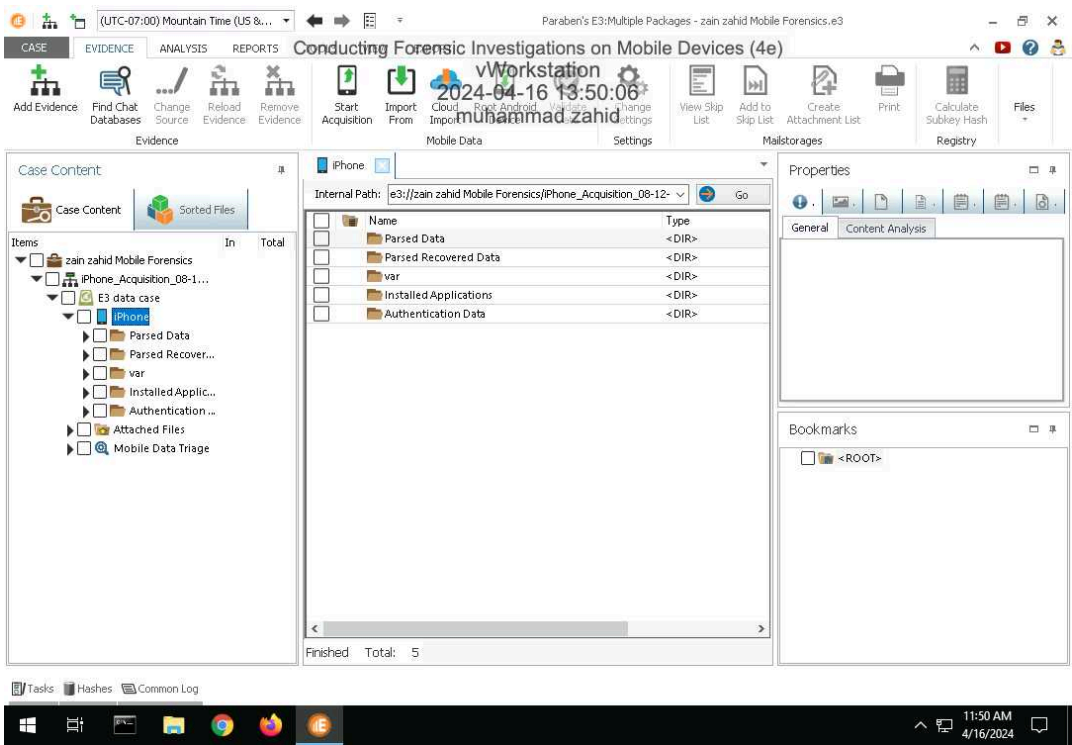 (UTC-07:00) Mountain Time (US &...
Paraben's E3:Multiple Packages - zain zahid Mobile Forensics.e3
CASE EVIDENCE ANALYSIS REPORTS
Conducting Forensic Investigations on Mobile Devices (4e)
vWorkstation
2024-04-16 13:50:06
muhammad zahid
Add Evidence
Find Chat Databases
Change Source
Reload Evidence
Remove Evidence
Start Acquisition
Import From
Cloud Import
Root Android
Change Settings
View Skip List
Add to Skip List
Create Attachment List
Print
Calculate Subkey Hash
Files
Evidence
Mobile Data
Settings
Mailstorages
Registry
Case Content
Case Content
Sorted Files
Items In Total
zain zahid Mobile Forensics
iPhone_Acquisition_08-1...
E3 data case
iPhone
Parsed Data
Parsed Recover...
var
Installed Applic...
Authentication ...
Attached Files
Mobile Data Triage
iPhone
Internal Path: e3://zain zahid Mobile Forensics/iPhone_Acquisition_08-12- Go
Name Type
Parsed Data <DIR>
Parsed Recovered Data <DIR>
var <DIR>
Installed Applications <DIR>
Authentication Data <DIR>
Finished Total: 5
Properties
General Content Analysis
Bookmarks
<ROOT>
Tasks Hashes Common Log
11:50 AM
4/16/2024